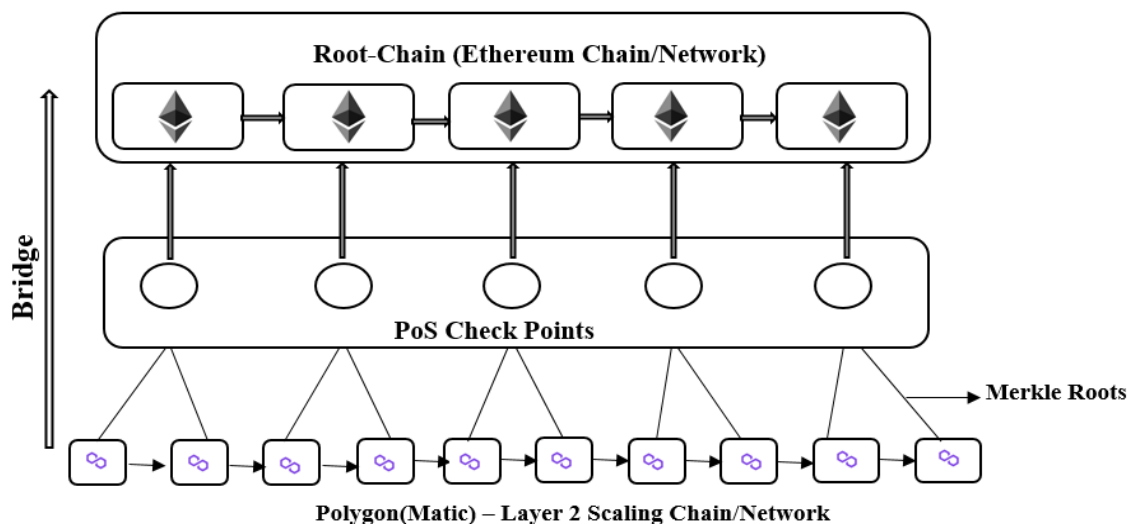 Root-Chain (Ethereum Chain/Network)
Bridge
PoS Check Points
Merkle Roots
Polygon(Matic) – Layer 2 Scaling Chain/Network